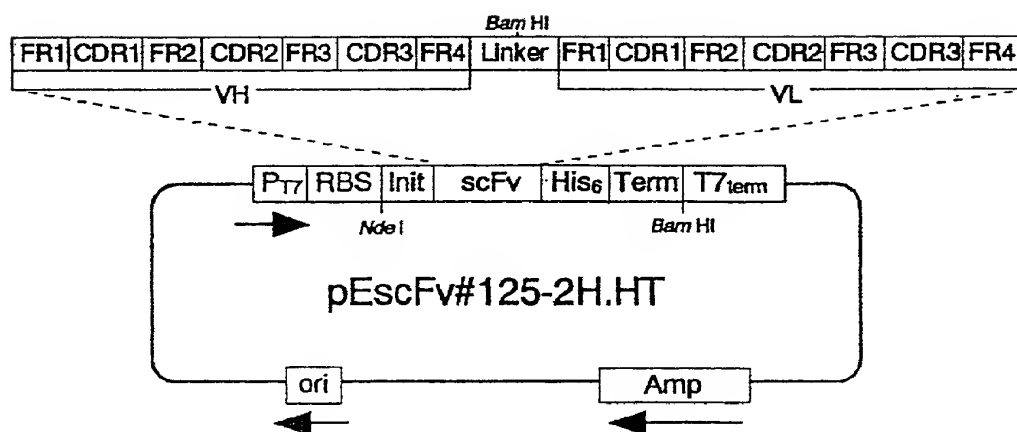 Bam HI
FR1 CDR1 FR2 CDR2 FR3 CDR3 FR4 Linker FR1 CDR1 FR2 CDR2 FR3 CDR3 FR4
VH VL
PT7 RBS Init scFv His6 Term T7term
Nde I Bam HI
pEscFv#125-2H.HT
ori Amp